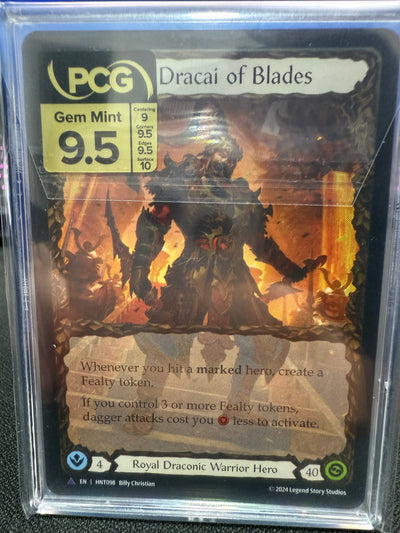 PCG
Gem Mint
9.5
Centering
9
Corners
9.5
Edges
9.5
Surface
10
Dracai of Blades
Whenever you hit a marked hero, create a
Fealty token.
If you control 3 or more Fealty tokens,
dagger attacks cost you less to activate.
4
Royal Draconic Warrior Hero
40
EN | HNT098 Billy Christian
© 2024 Legend Story Studios